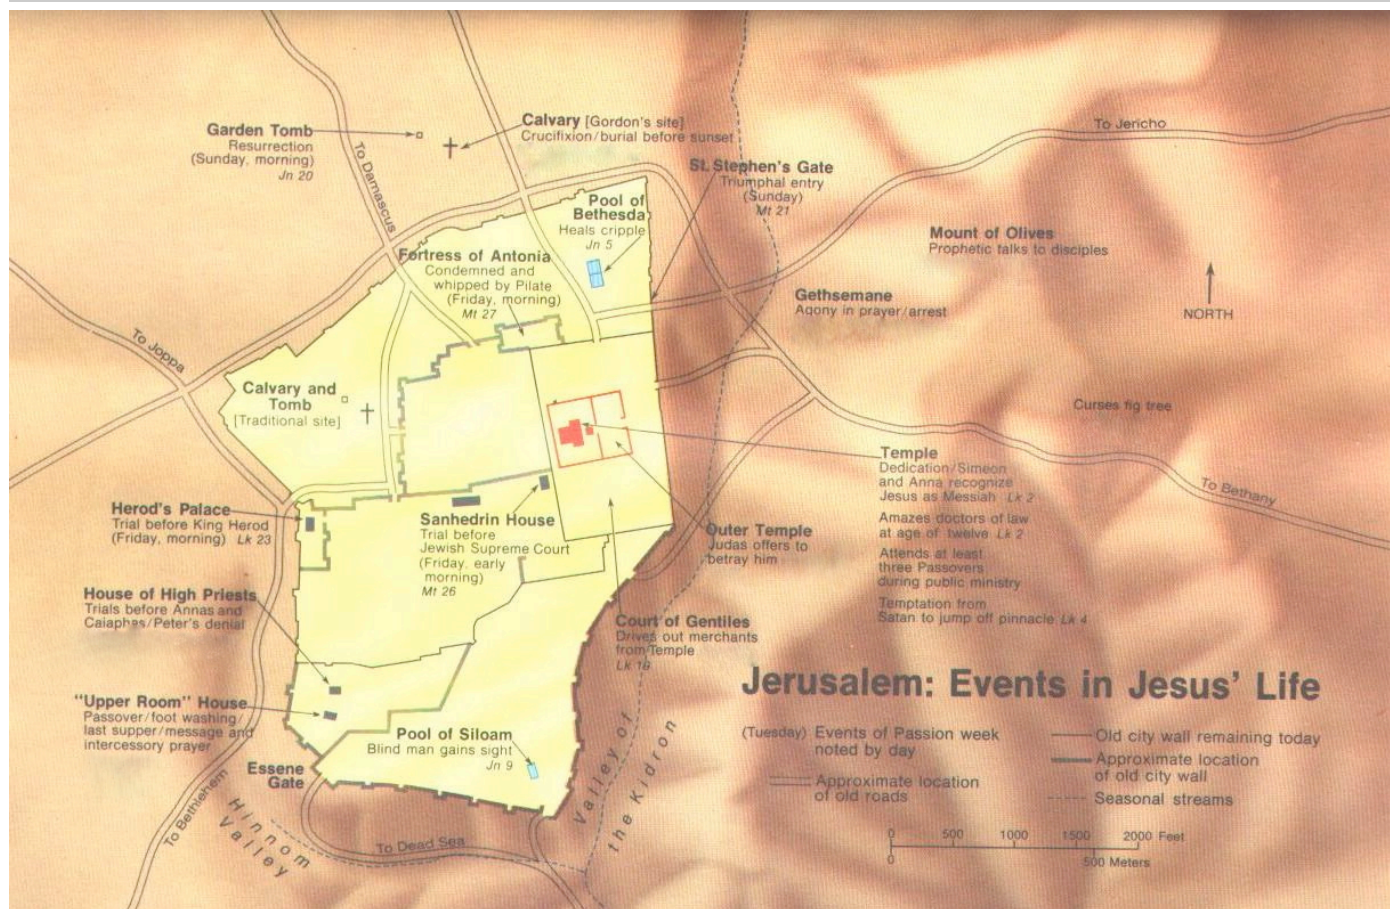 Garden Tomb
Resurrection
(Sunday, morning)
Jn 20
Calvary [Gordon's site]
Crucifixion/burial before sunset
To Damascus
To Jericho
St. Stephen's Gate
Triumphal entry
(Sunday)
Mt 21
Pool of
Bethesda
Heals cripple
Jn 5
Mount of Olives
Prophetic talks to disciples
Fortress of Antonia
Condemned and
whipped by Pilate
(Friday, morning)
Mt 27
Gethsemane
Agony in prayer/arrest
NORTH
To Joppa
Calvary and
Tomb
[Traditional site]
Curses fig tree
Temple
Dedication/Simeon
and Anna recognize
Jesus as Messiah Lk 2
Amazes doctors of law
at age of twelve Lk 2
Attends at least
three Passovers
during public ministry
Temptation from
Satan to jump off pinnacle Lk 4
To Bethany
Herod's Palace
Trial before King Herod
(Friday, morning) Lk 23
Sanhedrin House
Trial before
Jewish Supreme Court
(Friday, early
morning)
Mt 26
Outer Temple
Judas offers to
betray him
House of High Priests
Trials before Annas and
Caiaphas/Peter's denial
Court of Gentiles
Drives out merchants
from Temple
Lk 19
"Upper Room" House
Passover/foot washing/
last supper/message and
intercessory prayer
Pool of Siloam
Blind man gains sight
Jn 9
Essene
Gate
To Bethlehem
Hinnom
Valley
To Dead Sea
Valley of
the Kidron
Jerusalem: Events in Jesus' Life
(Tuesday) Events of Passion week
noted by day
Approximate location
of old roads
Old city wall remaining today
Approximate location
of old city wall
Seasonal streams
0 500 1000 1500 2000 Feet
0 500 Meters